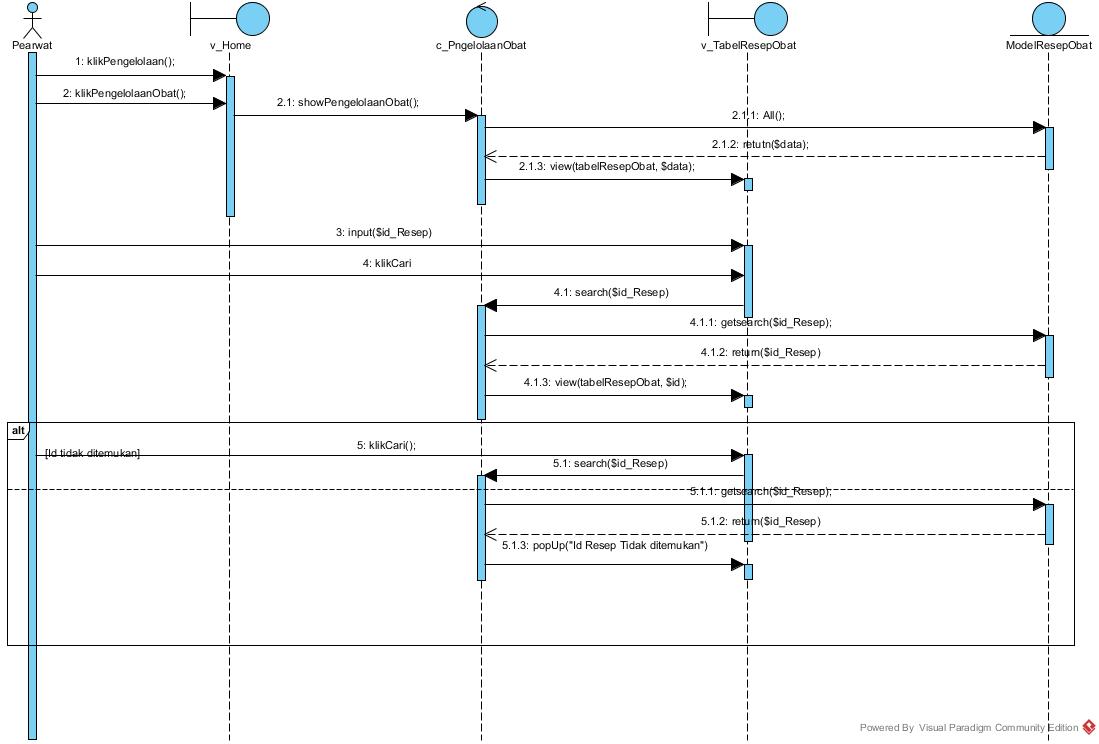 Pearwat
v_Home
c_PngelolaanObat
v_TabelResepObat
ModelResepObat
1: klikPengelolaan();
2: klikPengelolaanObat();
2.1: showPengelolaanObat();
2.1.1: All();
2.1.2: retutn($data);
2.1.3: view(tabelResepObat, $data);
3: input($id_Resep)
4: klikCari
4.1: search($id_Resep)
4.1.1: getsearch($id_Resep);
4.1.2: return($id_Resep)
4.1.3: view(tabelResepObat, $id);
alt
[Id tidak ditemukan]
5: klikCari();
5.1: search($id_Resep)
5.1.1: getsearch($id_Resep);
5.1.2: return($id_Resep)
5.1.3: popUp("Id Resep Tidak ditemukan")
Powered By Visual Paradigm Community Edition